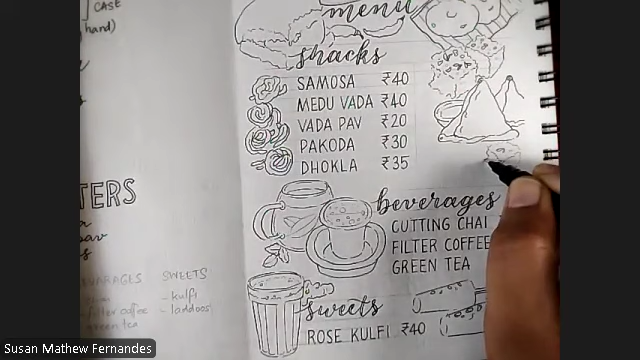 CASE
hand)
menu
snacks
SAMOSA ₹40
MEDU VADA ₹40
VADA PAV ₹20
PAKODA ₹30
DHOKLA ₹35
TERS
beverages
CUTTING CHAI
FILTER COFFEE
GREEN TEA
SWEETS
- kulfi
- laddoos
filter coffee
green tea
sweets
ROSE KULFI ₹40
Susan Mathew Fernandes